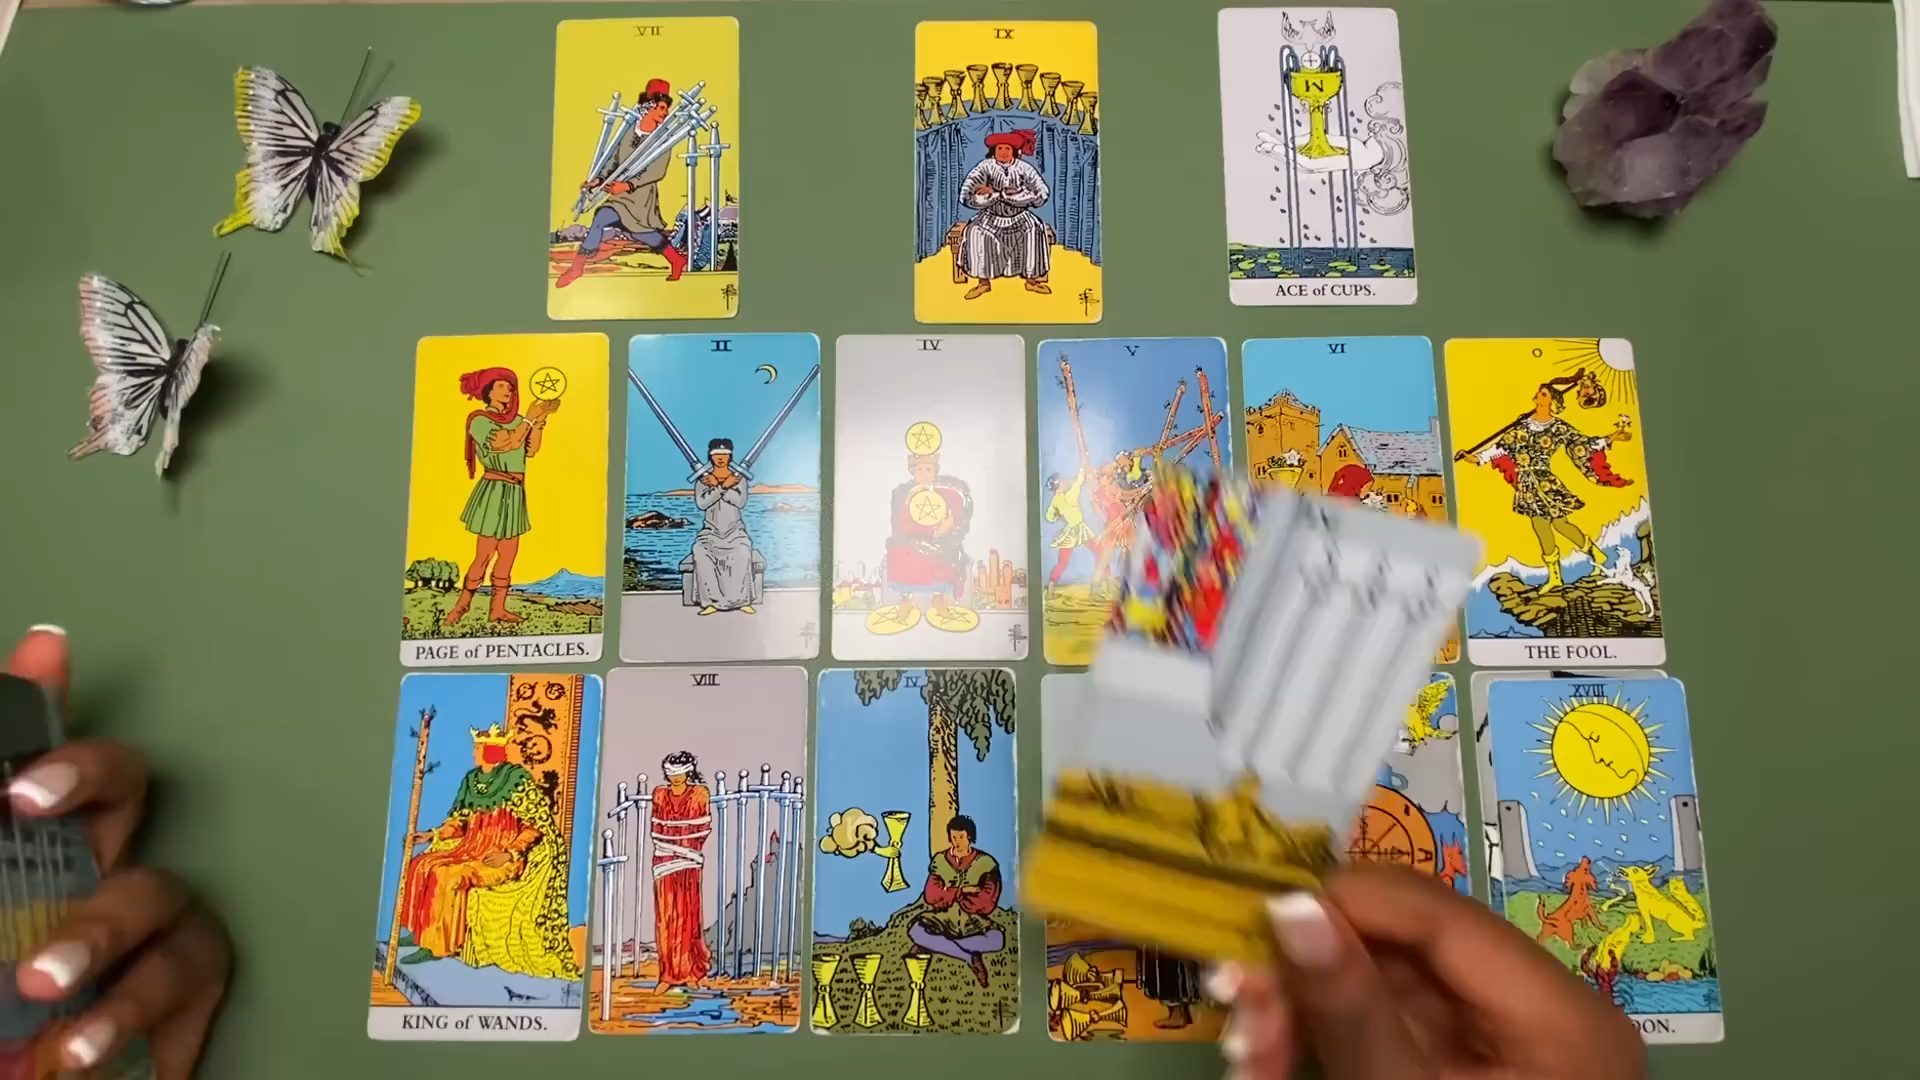 VII
IX
ACE of CUPS.
II
IV
V
VI
PAGE of PENTACLES.
THE FOOL.
VIII
IV
XVIII
KING of WANDS.
OON.